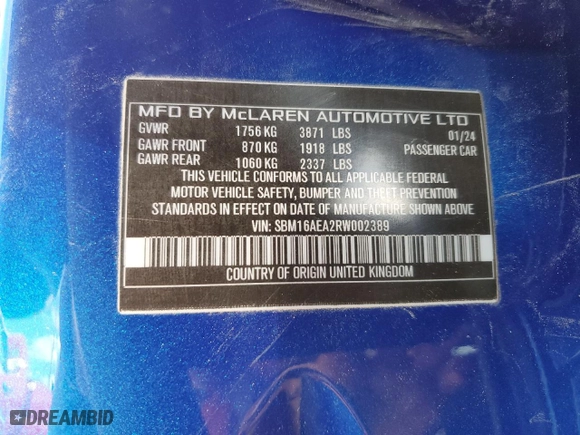 MFD BY McLAREN AUTOMOTIVE LTD
GVWR 1756 KG 3871 LBS 01/24
GAWR FRONT 870 KG 1918 LBS PASSENGER CAR
GAWR REAR 1060 KG 2337 LBS
THIS VEHICLE CONFORMS TO ALL APPLICABLE FEDERAL
MOTOR VEHICLE SAFETY, BUMPER AND THEFT PREVENTION
STANDARDS IN EFFECT ON DATE OF MANUFACTURE SHOWN ABOVE.
VIN: SBM16AEA2RW002389
COUNTRY OF ORIGIN UNITED KINGDOM
DREAMBID